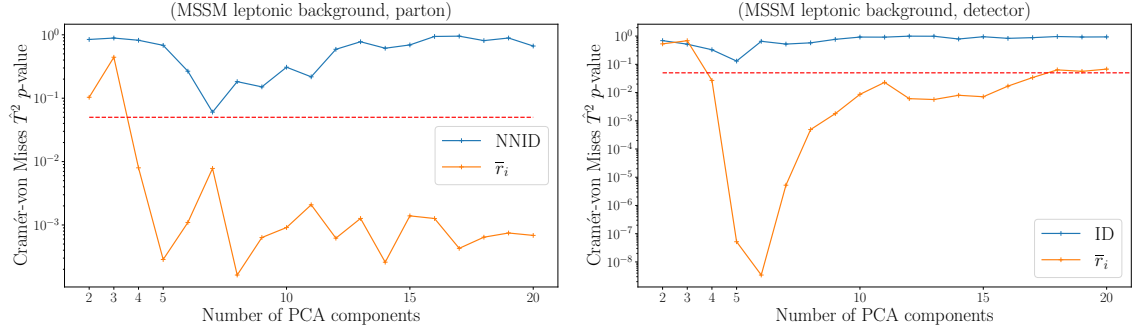 (MSSM leptonic background, parton)
Cramér-von Mises T̂² p-value
10⁰
10⁻¹
10⁻²
10⁻³
NNID
r̅ᵢ
2 3 4 5 10 15 20
Number of PCA components
(MSSM leptonic background, detector)
Cramér-von Mises T̂² p-value
10⁰
10⁻¹
10⁻²
10⁻³
10⁻⁴
10⁻⁵
10⁻⁶
10⁻⁷
10⁻⁸
ID
r̅ᵢ
2 3 4 5 10 15 20
Number of PCA components